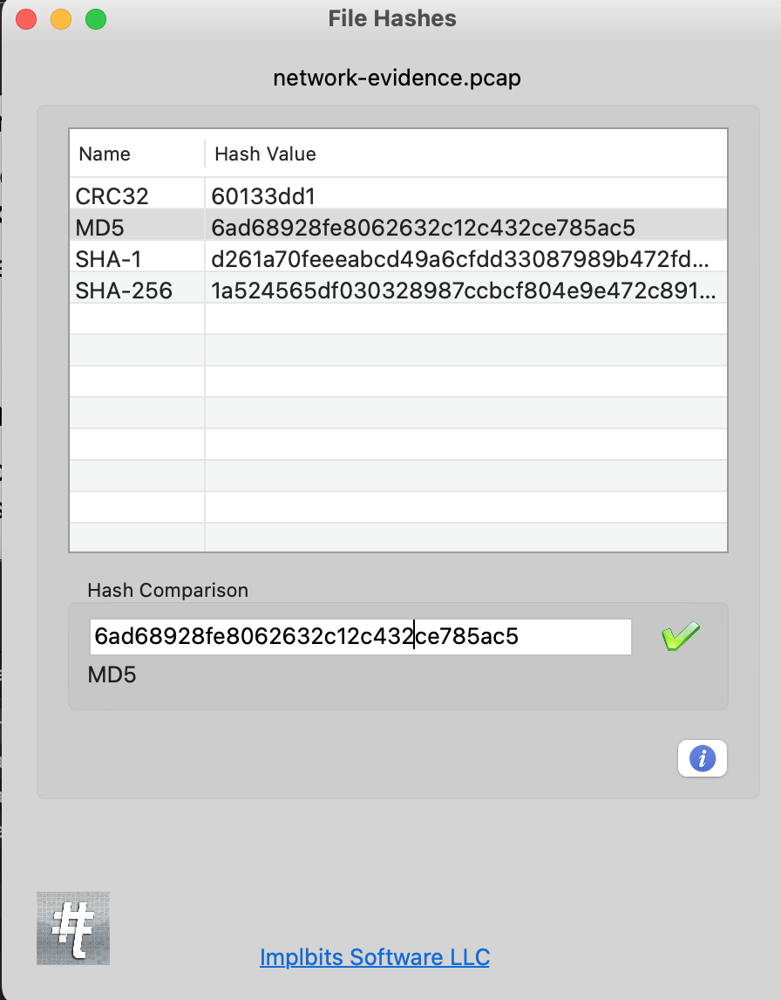 File Hashes
network-evidence.pcap
Name Hash Value
CRC32 60133dd1
MD5 6ad68928fe8062632c12c432ce785ac5
SHA-1 d261a70feeeabcd49a6cfdd33087989b472fd...
SHA-256 1a524565df030328987ccbcf804e9e472c891...
Hash Comparison
6ad68928fe8062632c12c432ce785ac5
MD5
i
#
Implbits Software LLC